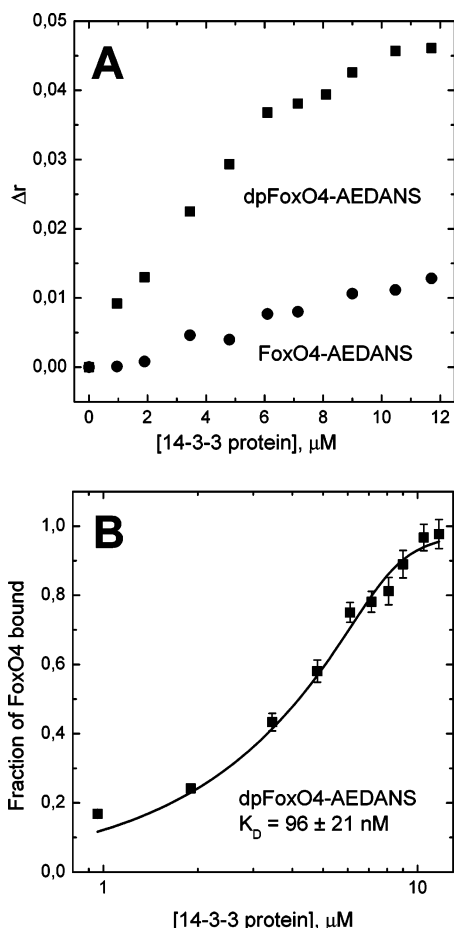 A
0,05
0,04
0,03
0,02
0,01
0,00
Δr
dpFoxO4-AEDANS
FoxO4-AEDANS
0 2 4 6 8 10 12
[14-3-3 protein], μM
B
1,0
0,8
0,6
0,4
0,2
0,0
Fraction of FoxO4 bound
dpFoxO4-AEDANS
K_D = 96 ± 21 nM
1 10
[14-3-3 protein], μM